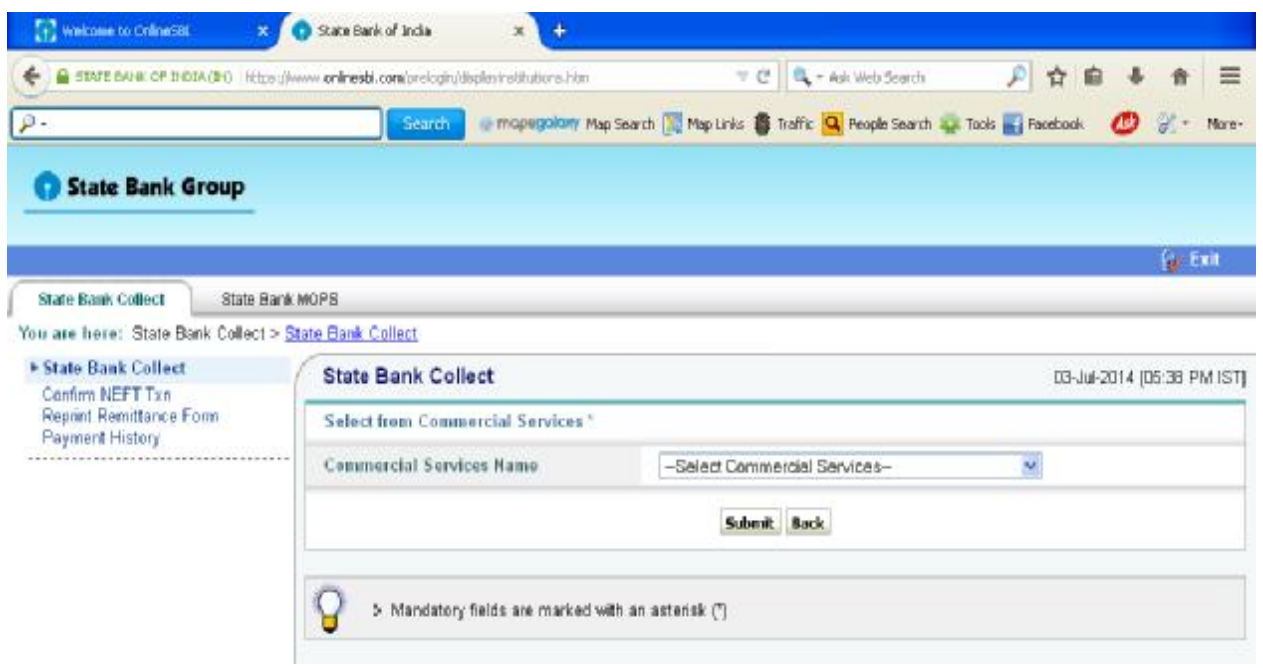 Welcome to OnlineSBI
State Bank of India
STATE BANK OF INDIA (IN) https://www.onlinesbi.com/prelogin/displayinstitutions.htm
Ask Web Search
Search
mapsgalaxy Map Search Map Links Traffic People Search Tools Facebook More
State Bank Group
Exit
State Bank Collect State Bank MOPS
You are here: State Bank Collect > State Bank Collect
State Bank Collect
Confirm NEFT Txn
Reprint Remittance Form
Payment History
State Bank Collect 03-Jul-2014 [05:38 PM IST]
Select from Commercial Services *
Commercial Services Name --Select Commercial Services--
Submit Back
Mandatory fields are marked with an asterisk (*)